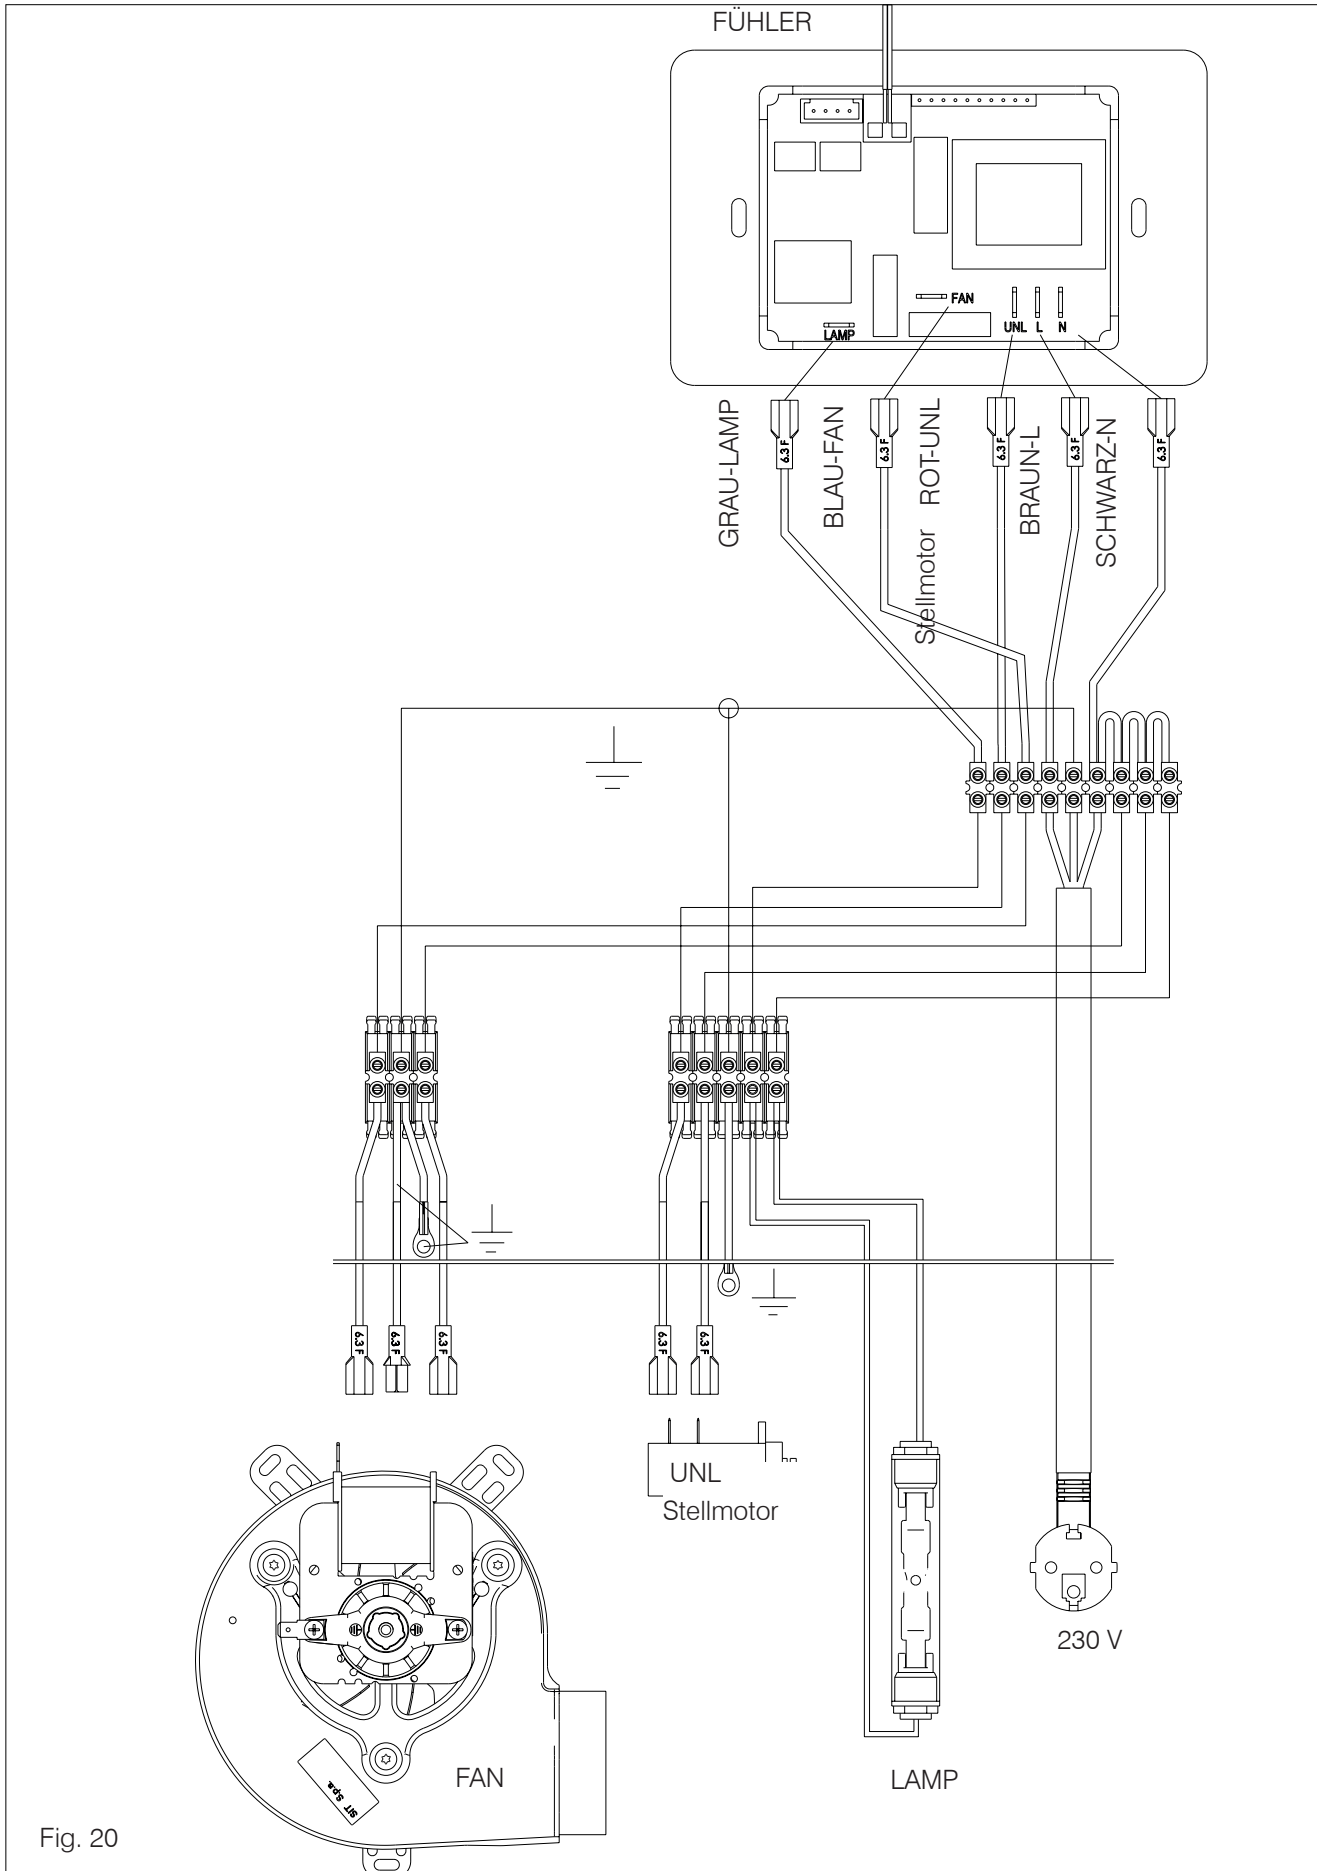 FÜHLER
FAN
UNL L N
LAMP
GRAU-LAMP
BLAU-FAN
Stellmotor ROT-UNL
BRAUN-L
SCHWARZ-N
6.3 F
6.3 F
6.3 F
6.3 F
6.3 F
6.3 F
6.3 F
6.3 F
6.3 F
6.3 F
UNL
Stellmotor
230 V
FAN
SIT S.p.a.
LAMP
Fig. 20